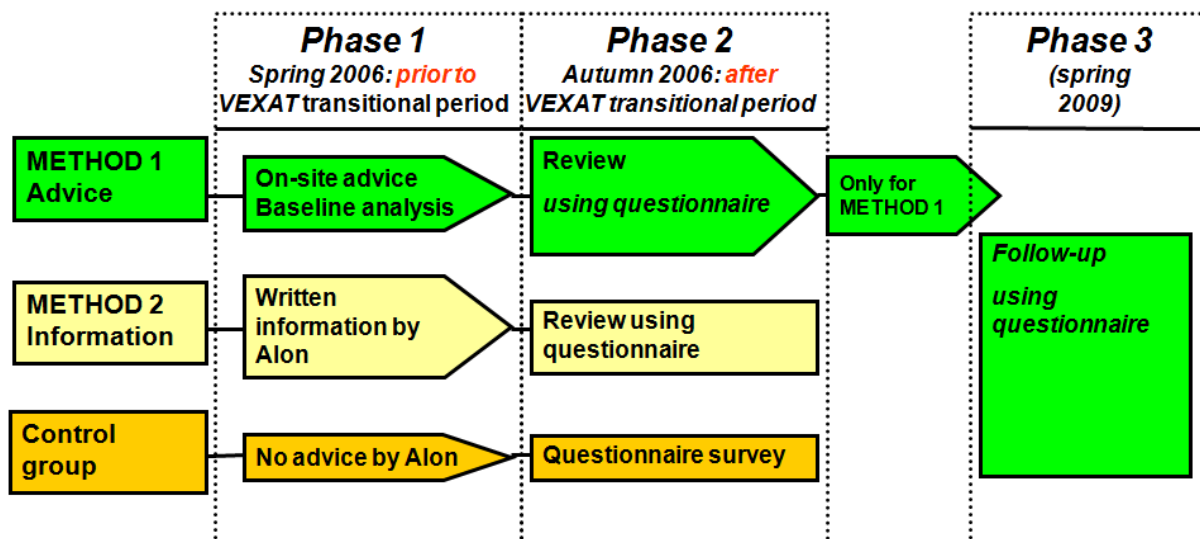 Phase 1
Spring 2006: prior to
VEXAT transitional period
Phase 2
Autumn 2006: after
VEXAT transitional period
Phase 3
(spring
2009)
METHOD 1
Advice
On-site advice
Baseline analysis
Review
using questionnaire
Only for
METHOD 1
Follow-up
using
questionnaire
METHOD 2
Information
Written
information by
Alon
Review using
questionnaire
Control
group
No advice by Alon
Questionnaire survey